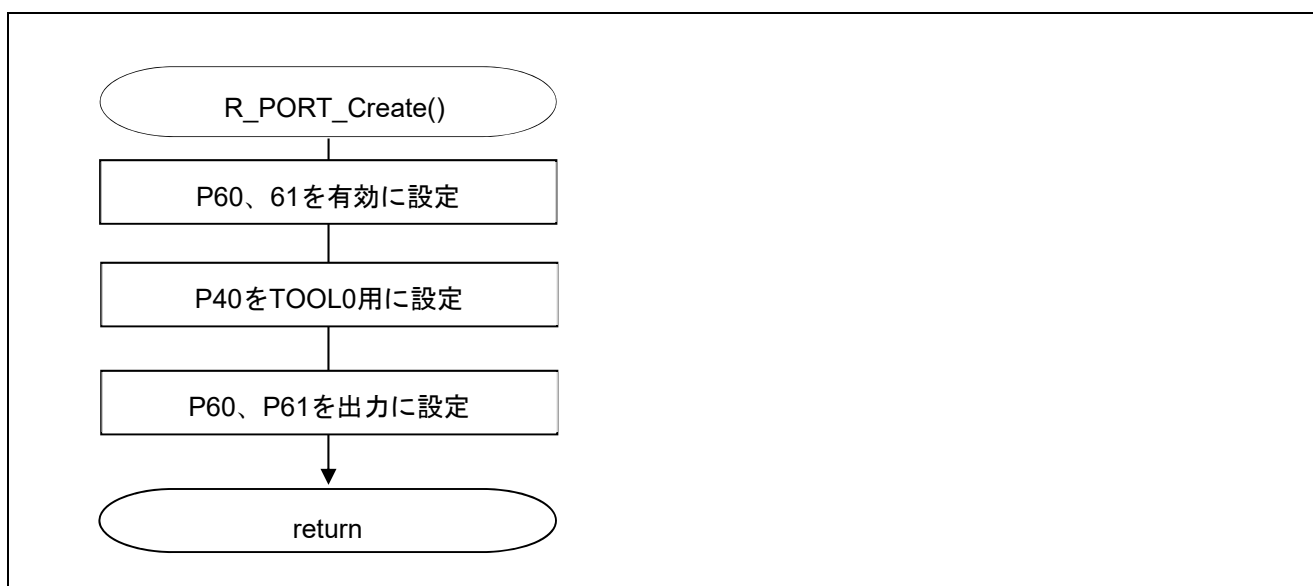 R_PORT_Create()
P60、61を有効に設定
P40をTOOL0用に設定
P60、P61を出力に設定
return